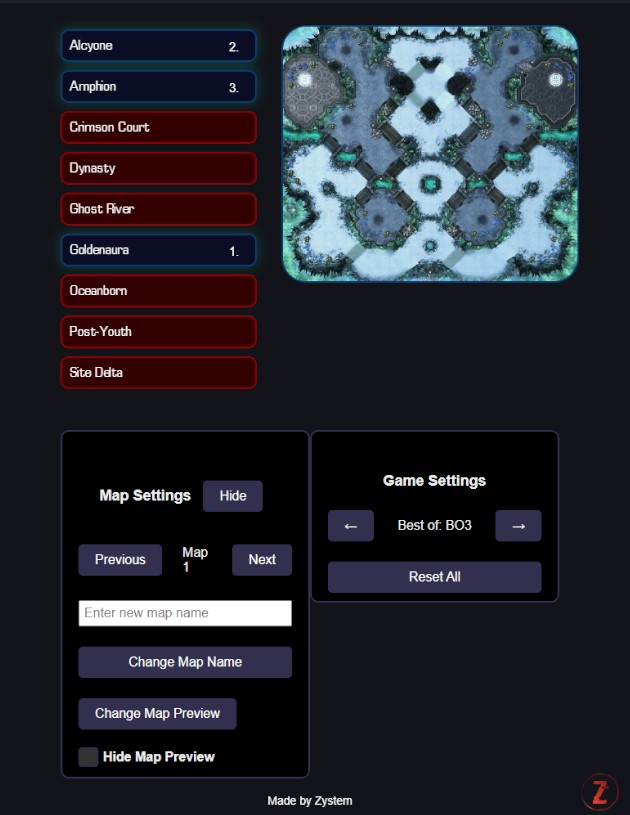 Alcyone 2.
Amphion 3.
Crimson Court
Dynasty
Ghost River
Goldenaura 1.
Oceanborn
Post-Youth
Site Delta
Map Settings Hide
Previous Map 1 Next
Enter new map name
Change Map Name
Change Map Preview
Hide Map Preview
Game Settings
← Best of: BO3 →
Reset All
Made by Zystem
Z